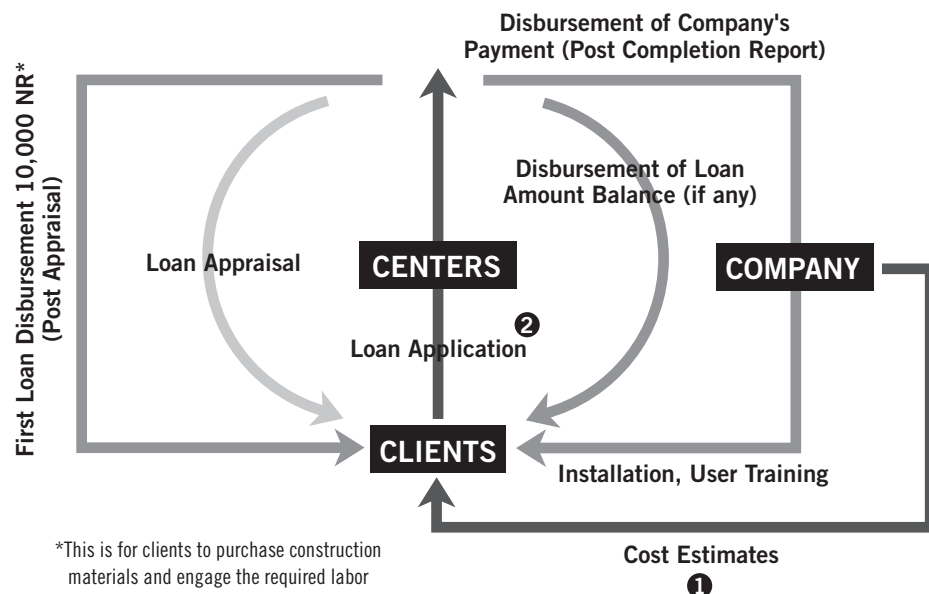 Disbursement of Company's
Payment (Post Completion Report)
First Loan Disbursement 10,000 NR*
(Post Appraisal)
Disbursement of Loan
Amount Balance (if any)
Loan Appraisal
CENTERS
COMPANY
❷
Loan Application
CLIENTS
Installation, User Training
*This is for clients to purchase construction
materials and engage the required labor
Cost Estimates
❶